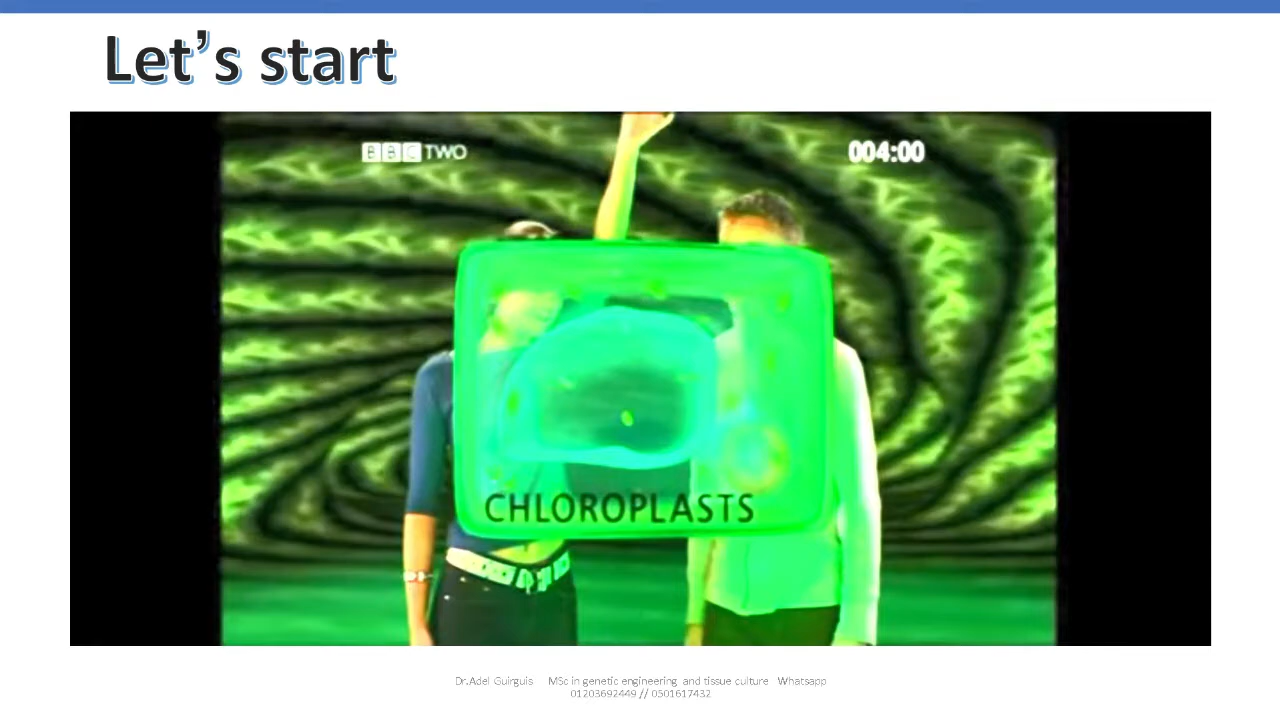 Let's start
BBC TWO
004:00
CHLOROPLASTS
Dr.Adel Guirguis MSc in genetic engineering and tissue culture Whatsapp
01203692449 // 0501617432